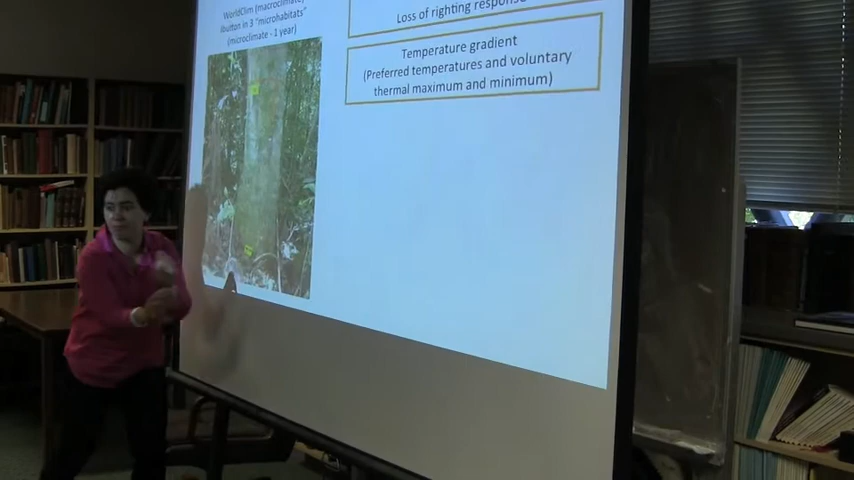 WorldClim (macroclimate)
ibutton in 3 "microhabitats"
(microclimate - 1 year)
Loss of righting response
Temperature gradient
(Preferred temperatures and voluntary
thermal maximum and minimum)